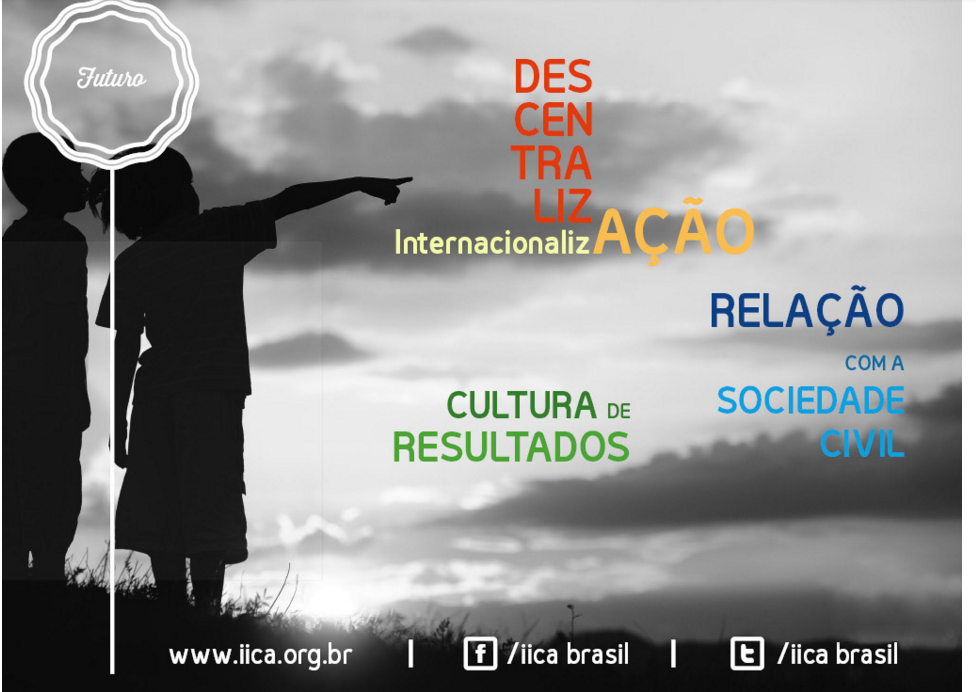 Futuro
DES
CEN
TRA
LIZ
InternacionalizAÇÃO
RELAÇÃO
COM A
SOCIEDADE
CIVIL
CULTURA DE
RESULTADOS
www.iica.org.br | f /iica brasil | t /iica brasil